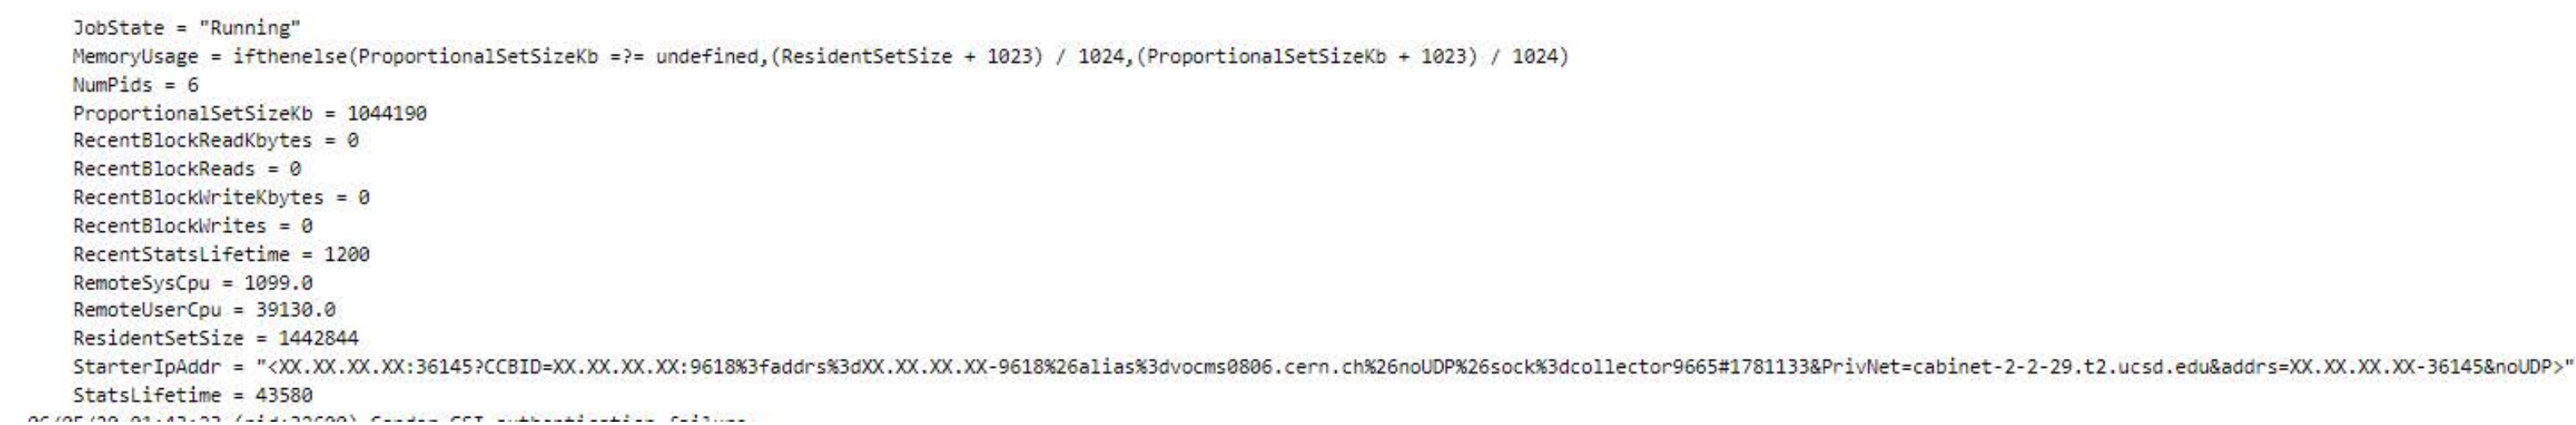 JobState = "Running"
MemoryUsage = ifthenelse(ProportionalSetSizeKb =?= undefined,(ResidentSetSize + 1023) / 1024,(ProportionalSetSizeKb + 1023) / 1024)
NumPids = 6
ProportionalSetSizeKb = 1044190
RecentBlockReadKbytes = 0
RecentBlockReads = 0
RecentBlockWriteKbytes = 0
RecentBlockWrites = 0
RecentStatsLifetime = 1200
RemoteSysCpu = 1099.0
RemoteUserCpu = 39130.0
ResidentSetSize = 1442844
StarterIpAddr = "<XX.XX.XX.XX:36145?CCBID=XX.XX.XX.XX:9618%3faddrs%3dXX.XX.XX.XX-9618%26alias%3dvocms0806.cern.ch%26noUDP%26sock%3dcollector9665#1781133&PrivNet=cabinet-2-2-29.t2.ucsd.edu&addrs=XX.XX.XX.XX-36145&noUDP>"
StatsLifetime = 43580
GSI authentication failure